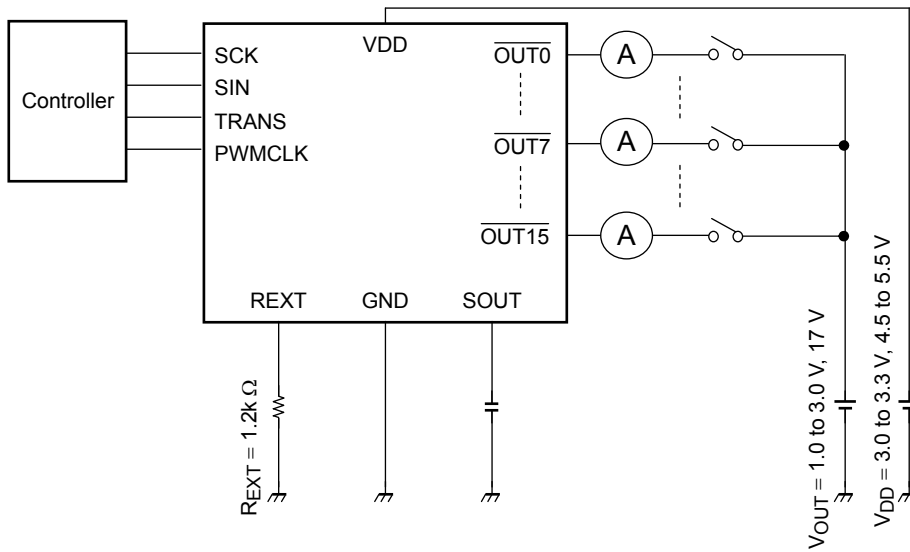 Controller
SCK
SIN
TRANS
PWMCLK
VDD
OUT0
A
OUT7
A
OUT15
A
REXT
GND
SOUT
REXT = 1.2k Ω
VOUT = 1.0 to 3.0 V, 17 V
VDD = 3.0 to 3.3 V, 4.5 to 5.5 V